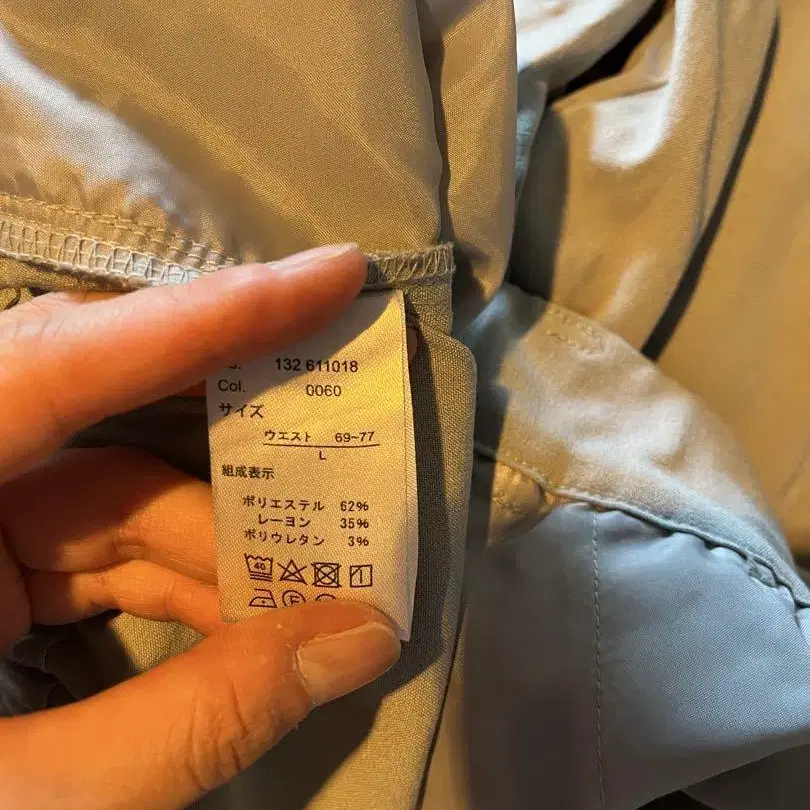 132 611018
Col. 0060
サイズ
ウエスト 69~77
L
組成表示
ポリエステル 62%
レーヨン 35%
ポリウレタン 3%
40
F